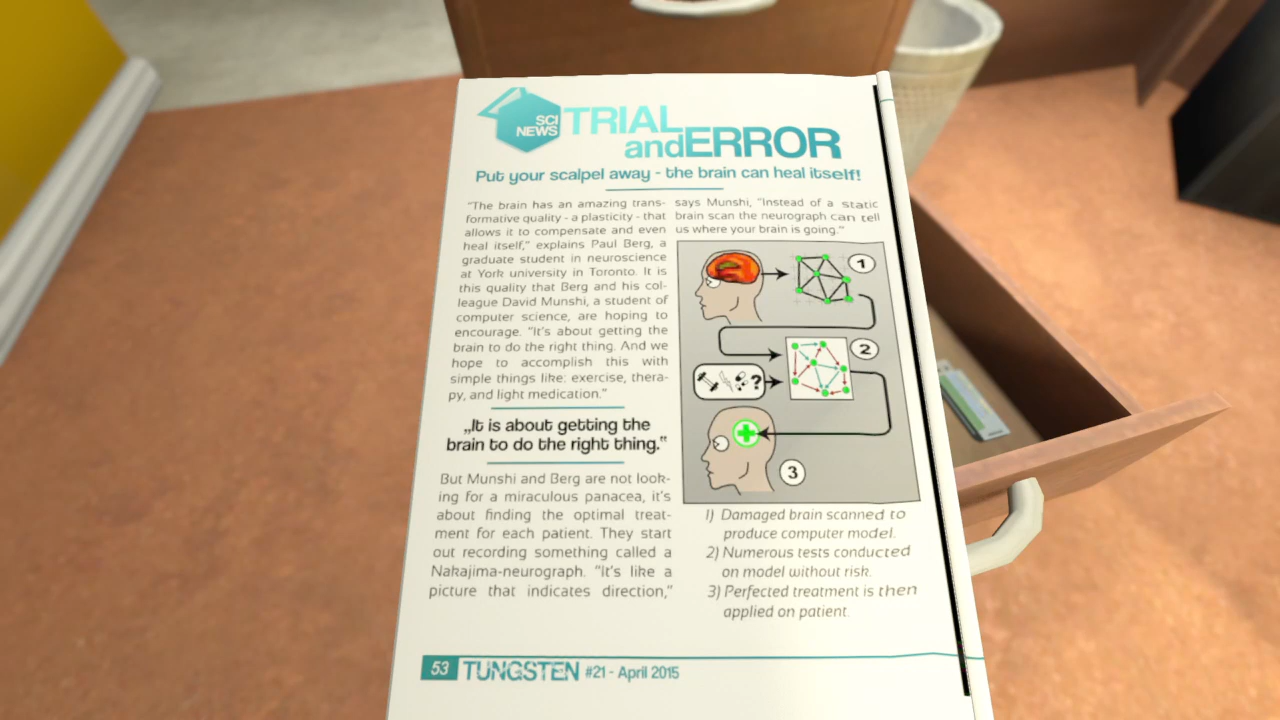 SCI
NEWS
TRIAL
andERROR
Put your scalpel away - the brain can heal itself!
"The brain has an amazing trans-
formative quality - a plasticity - that
allows it to compensate and even
heal itself," explains Paul Berg, a
graduate student in neuroscience
at York university in Toronto. It is
this quality that Berg and his col-
league David Munshi, a student of
computer science, are hoping to
encourage. "It's about getting the
brain to do the right thing. And we
hope to accomplish this with
simple things like: exercise, thera-
py, and light medication."
„It is about getting the
brain to do the right thing."
But Munshi and Berg are not look-
ing for a miraculous panacea, it's
about finding the optimal treat-
ment for each patient. They start
out recording something called a
Nakajima-neurograph. "It's like a
picture that indicates direction,"
says Munshi, "Instead of a static
brain scan the neurograph can tell
us where your brain is going."
1
2
?
3
1) Damaged brain scanned to
produce computer model.
2) Numerous tests conducted
on model without risk.
3) Perfected treatment is then
applied on patient.
53 TUNGSTEN #21 - April 2015